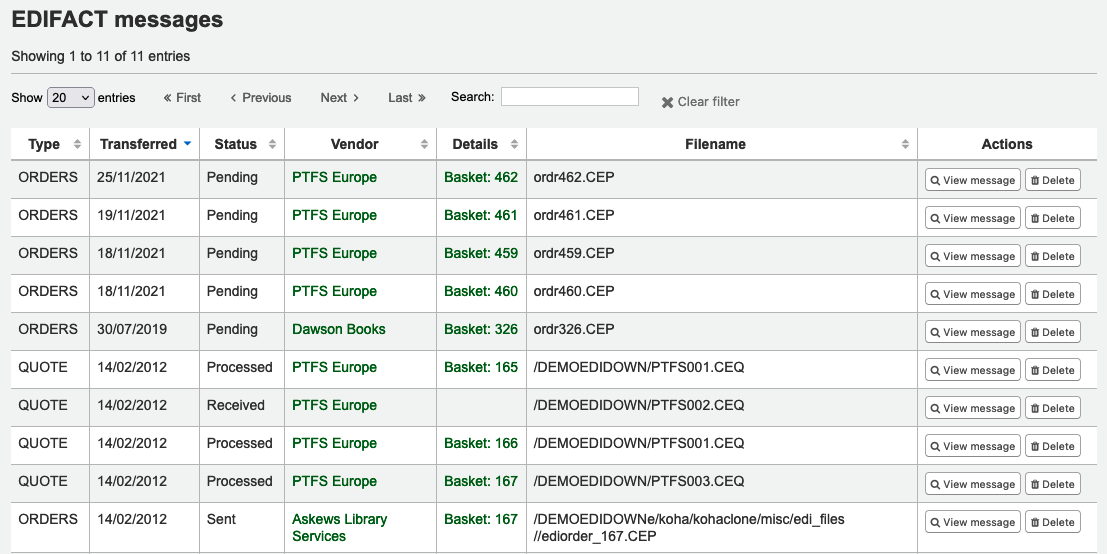 EDIFACT messages
Showing 1 to 11 of 11 entries
Show 20 entries « First ‹ Previous Next › Last » Search: Clear filter
Type Transferred Status Vendor Details Filename Actions
ORDERS 25/11/2021 Pending PTFS Europe Basket: 462 ordr462.CEP View message Delete
ORDERS 19/11/2021 Pending PTFS Europe Basket: 461 ordr461.CEP View message Delete
ORDERS 18/11/2021 Pending PTFS Europe Basket: 459 ordr459.CEP View message Delete
ORDERS 18/11/2021 Pending PTFS Europe Basket: 460 ordr460.CEP View message Delete
ORDERS 30/07/2019 Pending Dawson Books Basket: 326 ordr326.CEP View message Delete
QUOTE 14/02/2012 Processed PTFS Europe Basket: 165 /DEMOEDIDOWN/PTFS001.CEQ View message Delete
QUOTE 14/02/2012 Received PTFS Europe /DEMOEDIDOWN/PTFS002.CEQ View message Delete
QUOTE 14/02/2012 Processed PTFS Europe Basket: 166 /DEMOEDIDOWN/PTFS001.CEQ View message Delete
QUOTE 14/02/2012 Processed PTFS Europe Basket: 167 /DEMOEDIDOWN/PTFS003.CEQ View message Delete
ORDERS 14/02/2012 Sent Askews Library Basket: 167 /DEMOEDIDOWNe/koha/kohaclone/misc/edi_files View message Delete
Services //ediorder_167.CEP